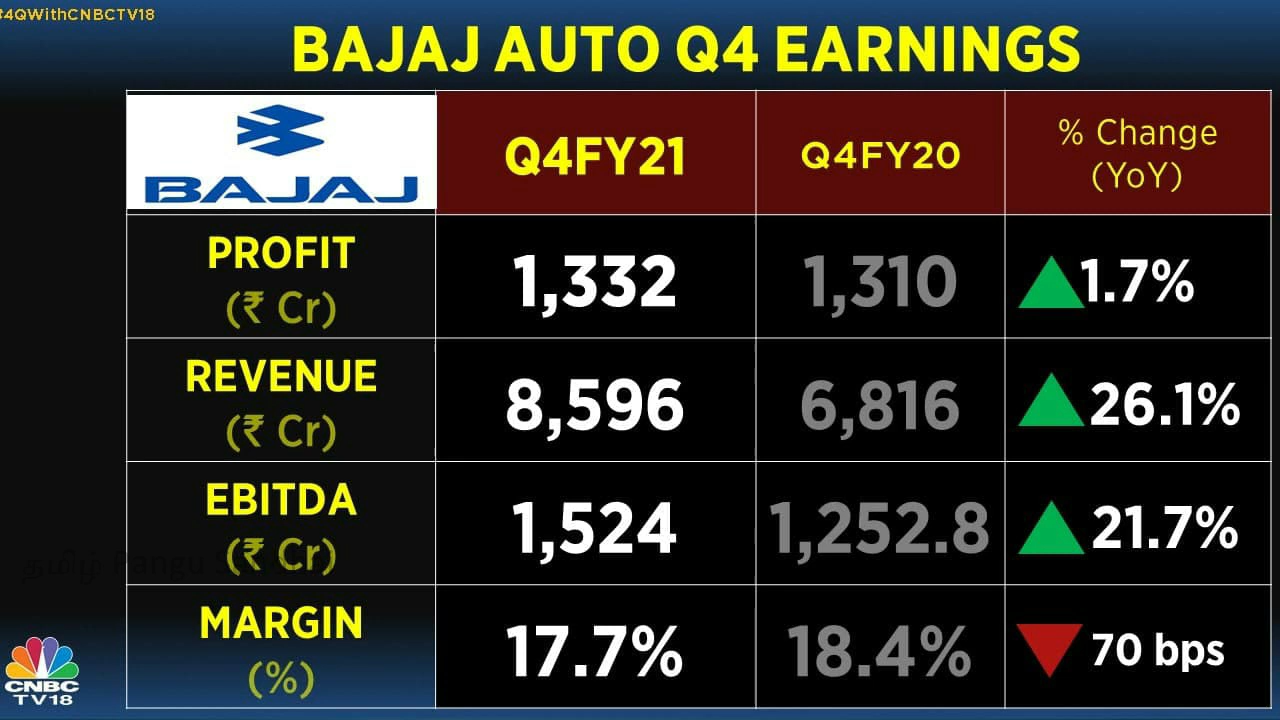 #4QWithCNBCTV18
BAJAJ AUTO Q4 EARNINGS
BAJAJ Q4FY21 Q4FY20 % Change (YoY)
PROFIT (₹ Cr) 1,332 1,310 1.7%
REVENUE (₹ Cr) 8,596 6,816 26.1%
EBITDA (₹ Cr) 1,524 1,252.8 21.7%
தமிழ் Pangu
MARGIN (%) 17.7% 18.4% 70 bps
CNBC
TV18